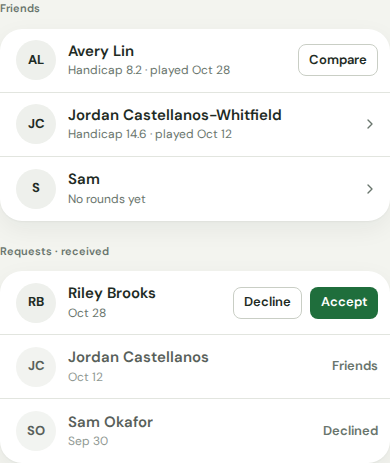 Friends
AL
Avery Lin
Handicap 8.2 · played Oct 28
Compare
JC
Jordan Castellanos-Whitfield
Handicap 14.6 · played Oct 12
S
Sam
No rounds yet
Requests · received
RB
Riley Brooks
Oct 28
Decline
Accept
JC
Jordan Castellanos
Oct 12
Friends
SO
Sam Okafor
Sep 30
Declined